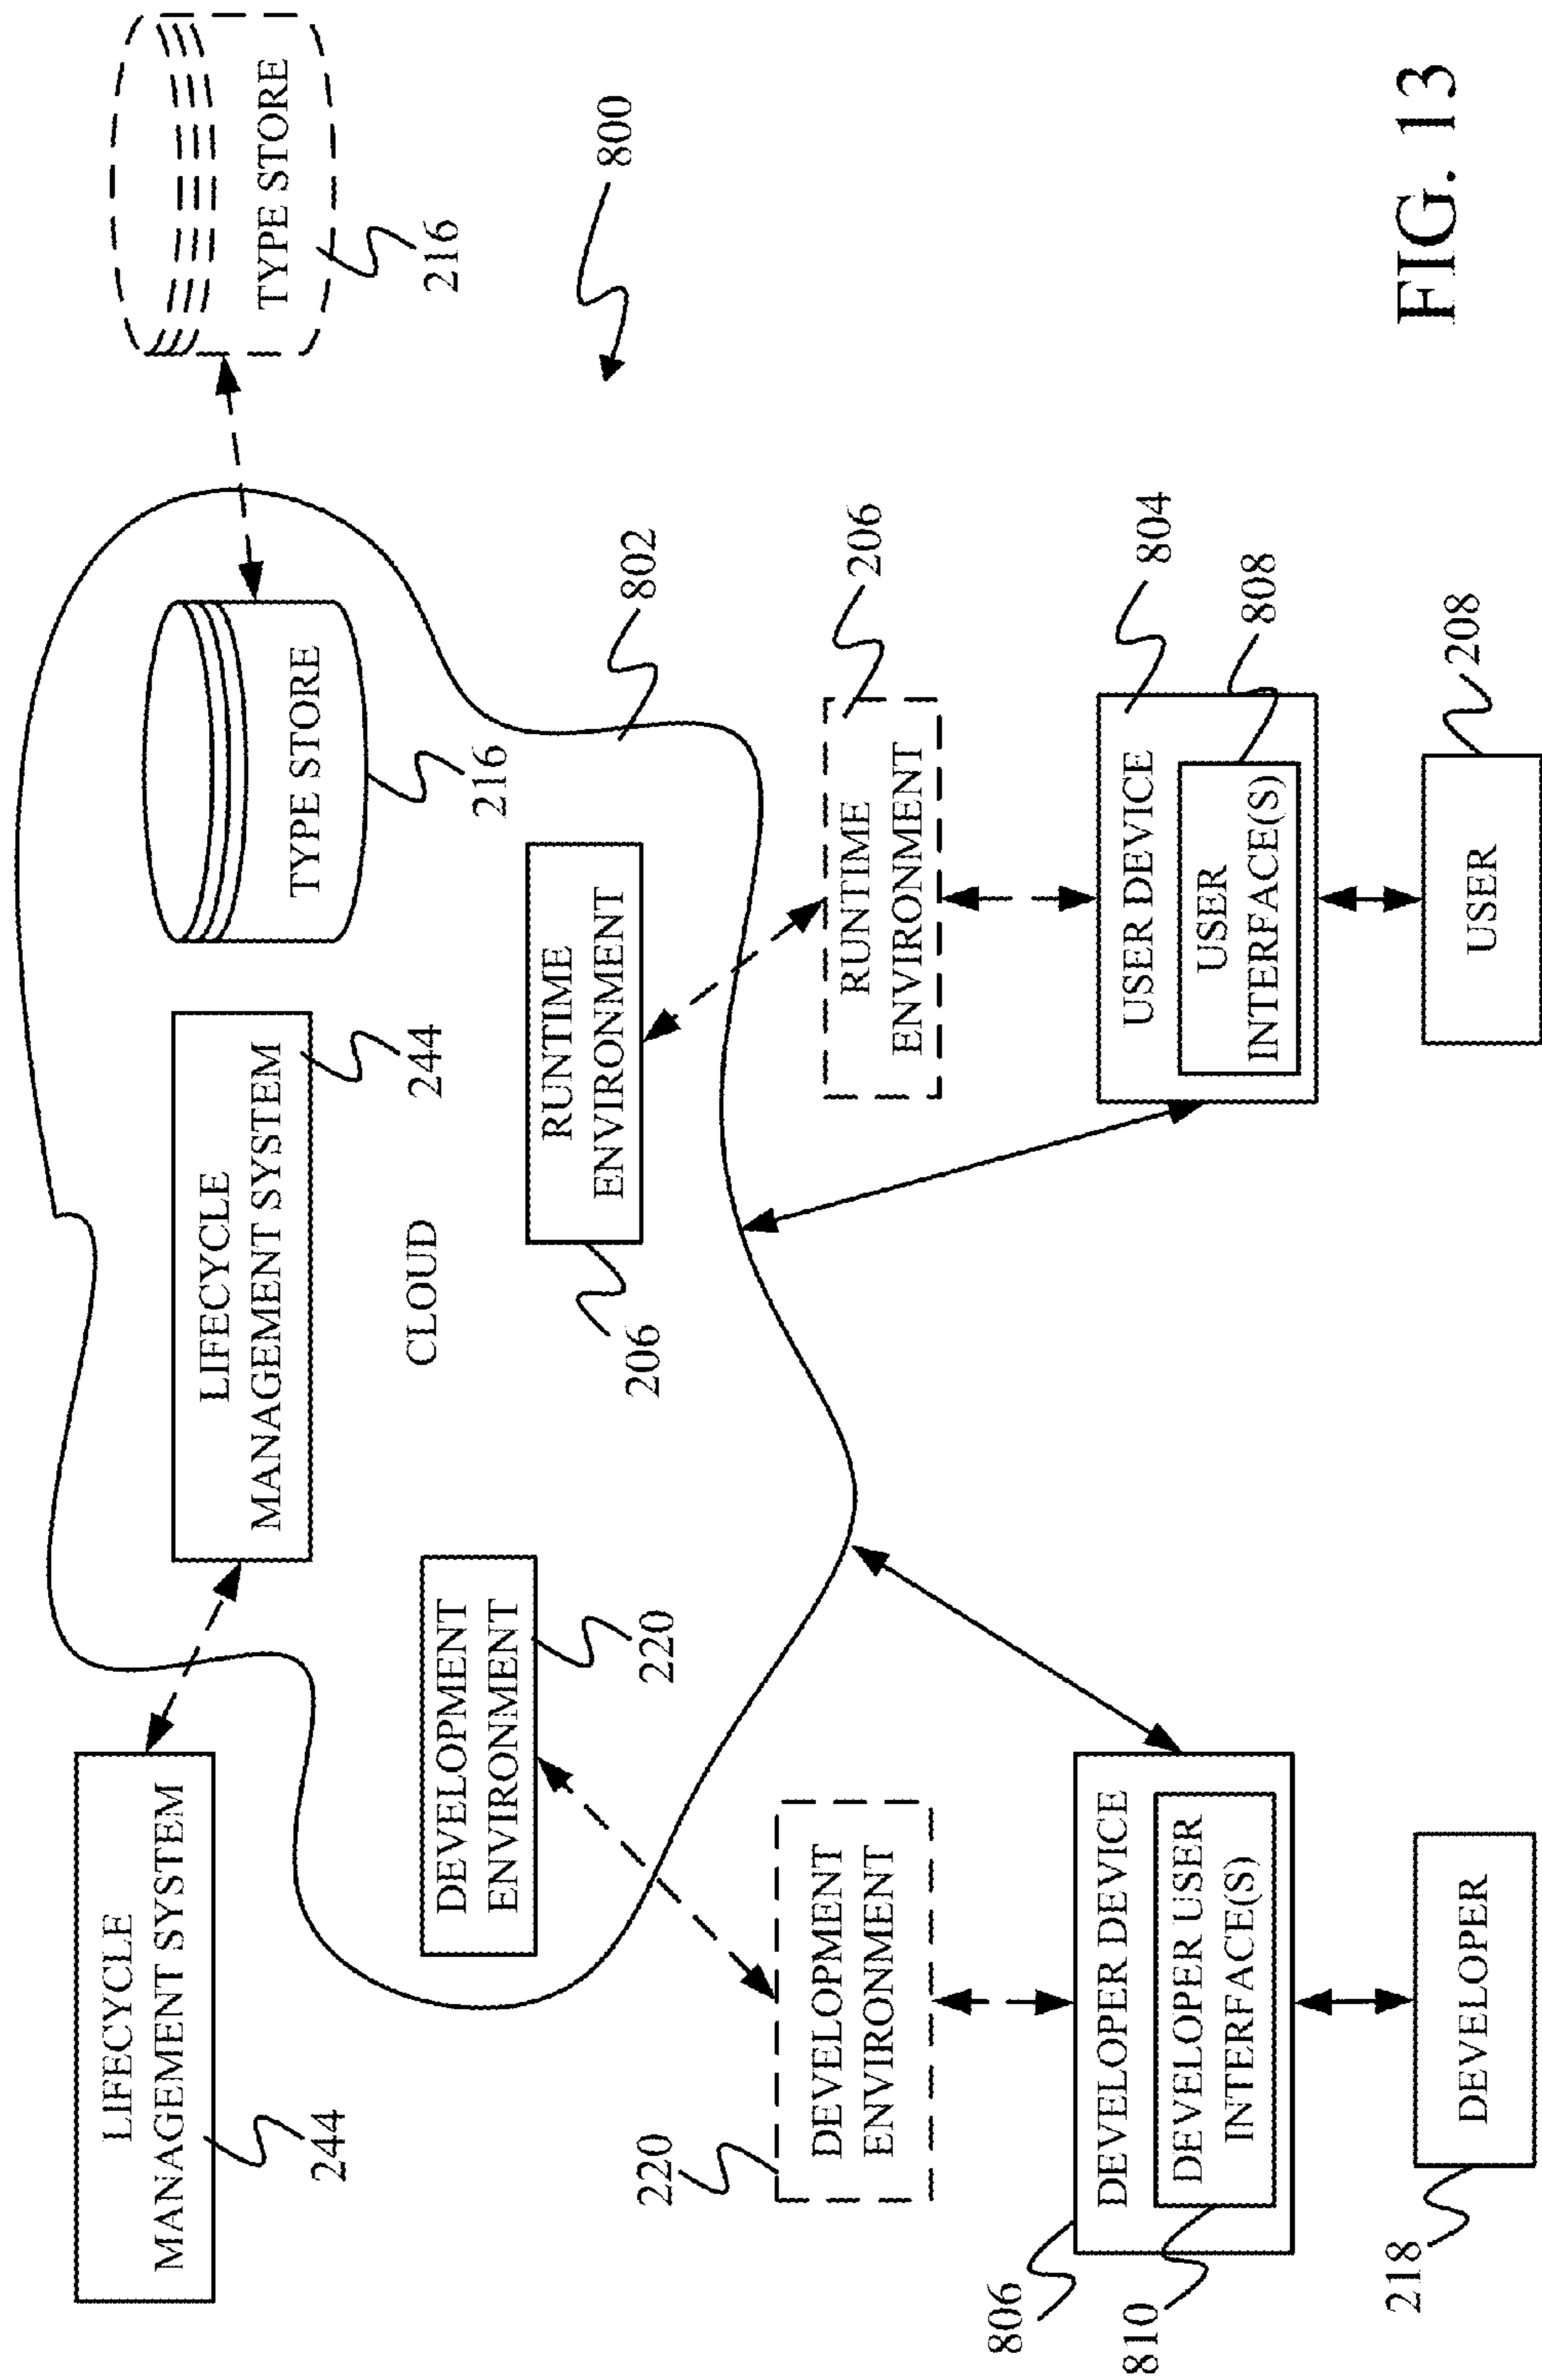 LIFECYCLE
MANAGEMENT SYSTEM
244
LIFECYCLE
MANAGEMENT SYSTEM
244
TYPE STORE
216
TYPE STORE
216
CLOUD
DEVELOPMENT
ENVIRONMENT
220
RUNTIME
ENVIRONMENT
206
802
800
220
DEVELOPMENT
ENVIRONMENT
RUNTIME
ENVIRONMENT
206
806
DEVELOPER DEVICE
810
DEVELOPER USER
INTERFACE(S)
USER DEVICE
804
USER
INTERFACE(S)
808
218
DEVELOPER
USER
208
FIG. 13